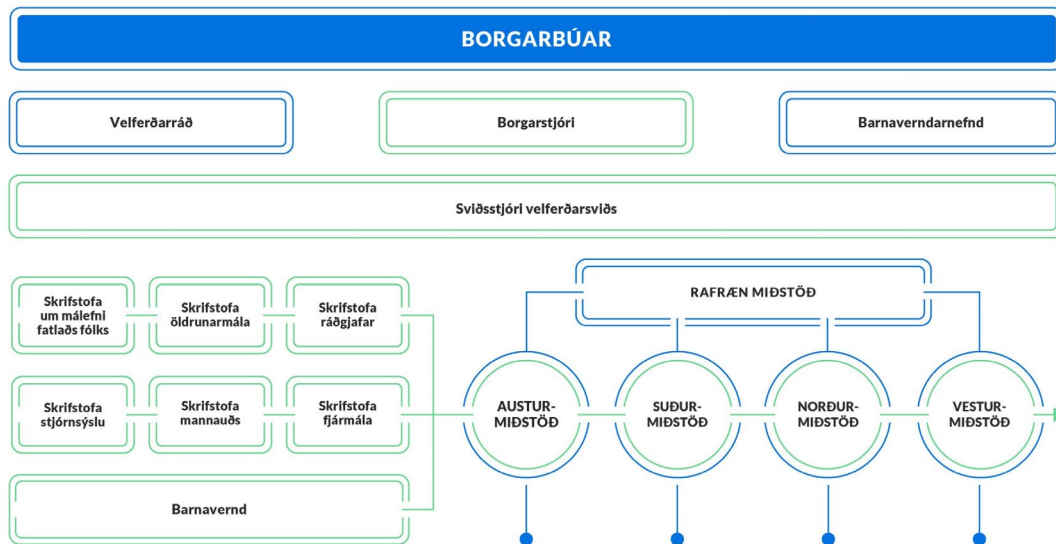 BORGARBÚAR
Velferðarráð
Borgarstjóri
Barnaverndarnefnd
Sviðsstjóri velferðarsviðs
RAFRÆN MIÐSTÖÐ
Skrifstofa
um málefni
fatlaðs fólks
Skrifstofa
öldrunarmála
Skrifstofa
ráðgjafar
Skrifstofa
stjórnsýslu
Skrifstofa
mannauðs
Skrifstofa
fjármála
AUSTUR-
MIÐSTÖÐ
SUÐUR-
MIÐSTÖÐ
NORÐUR-
MIÐSTÖÐ
VESTUR-
MIÐSTÖÐ
Barnavernd